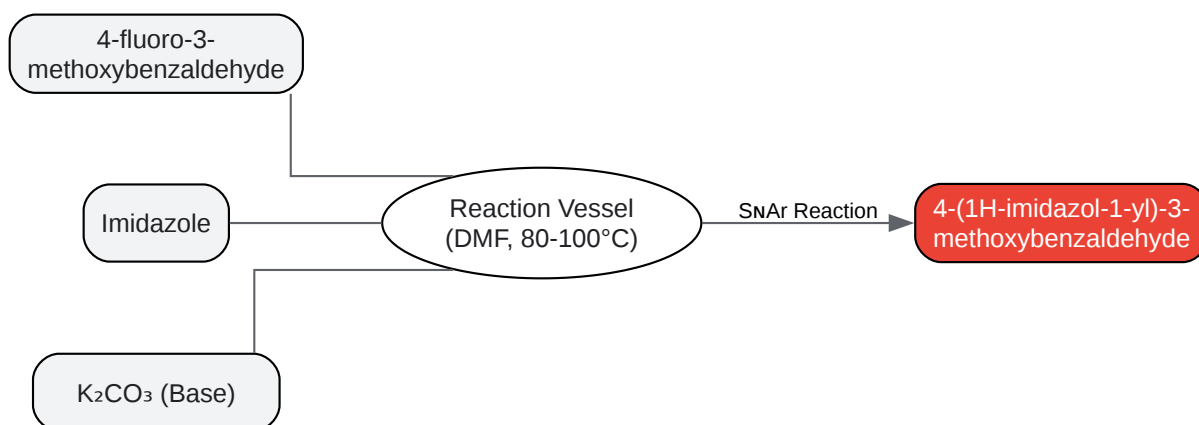 4-fluoro-3-
methoxybenzaldehyde
Imidazole
K₂CO₃ (Base)
Reaction Vessel
(DMF, 80-100°C)
SɴAr Reaction
4-(1H-imidazol-1-yl)-3-
methoxybenzaldehyde